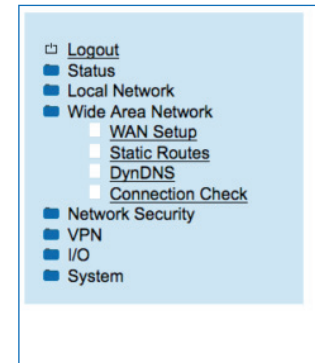 Logout
Status
Local Network
Wide Area Network
WAN Setup
Static Routes
DynDNS
Connection Check
Network Security
VPN
I/O
System